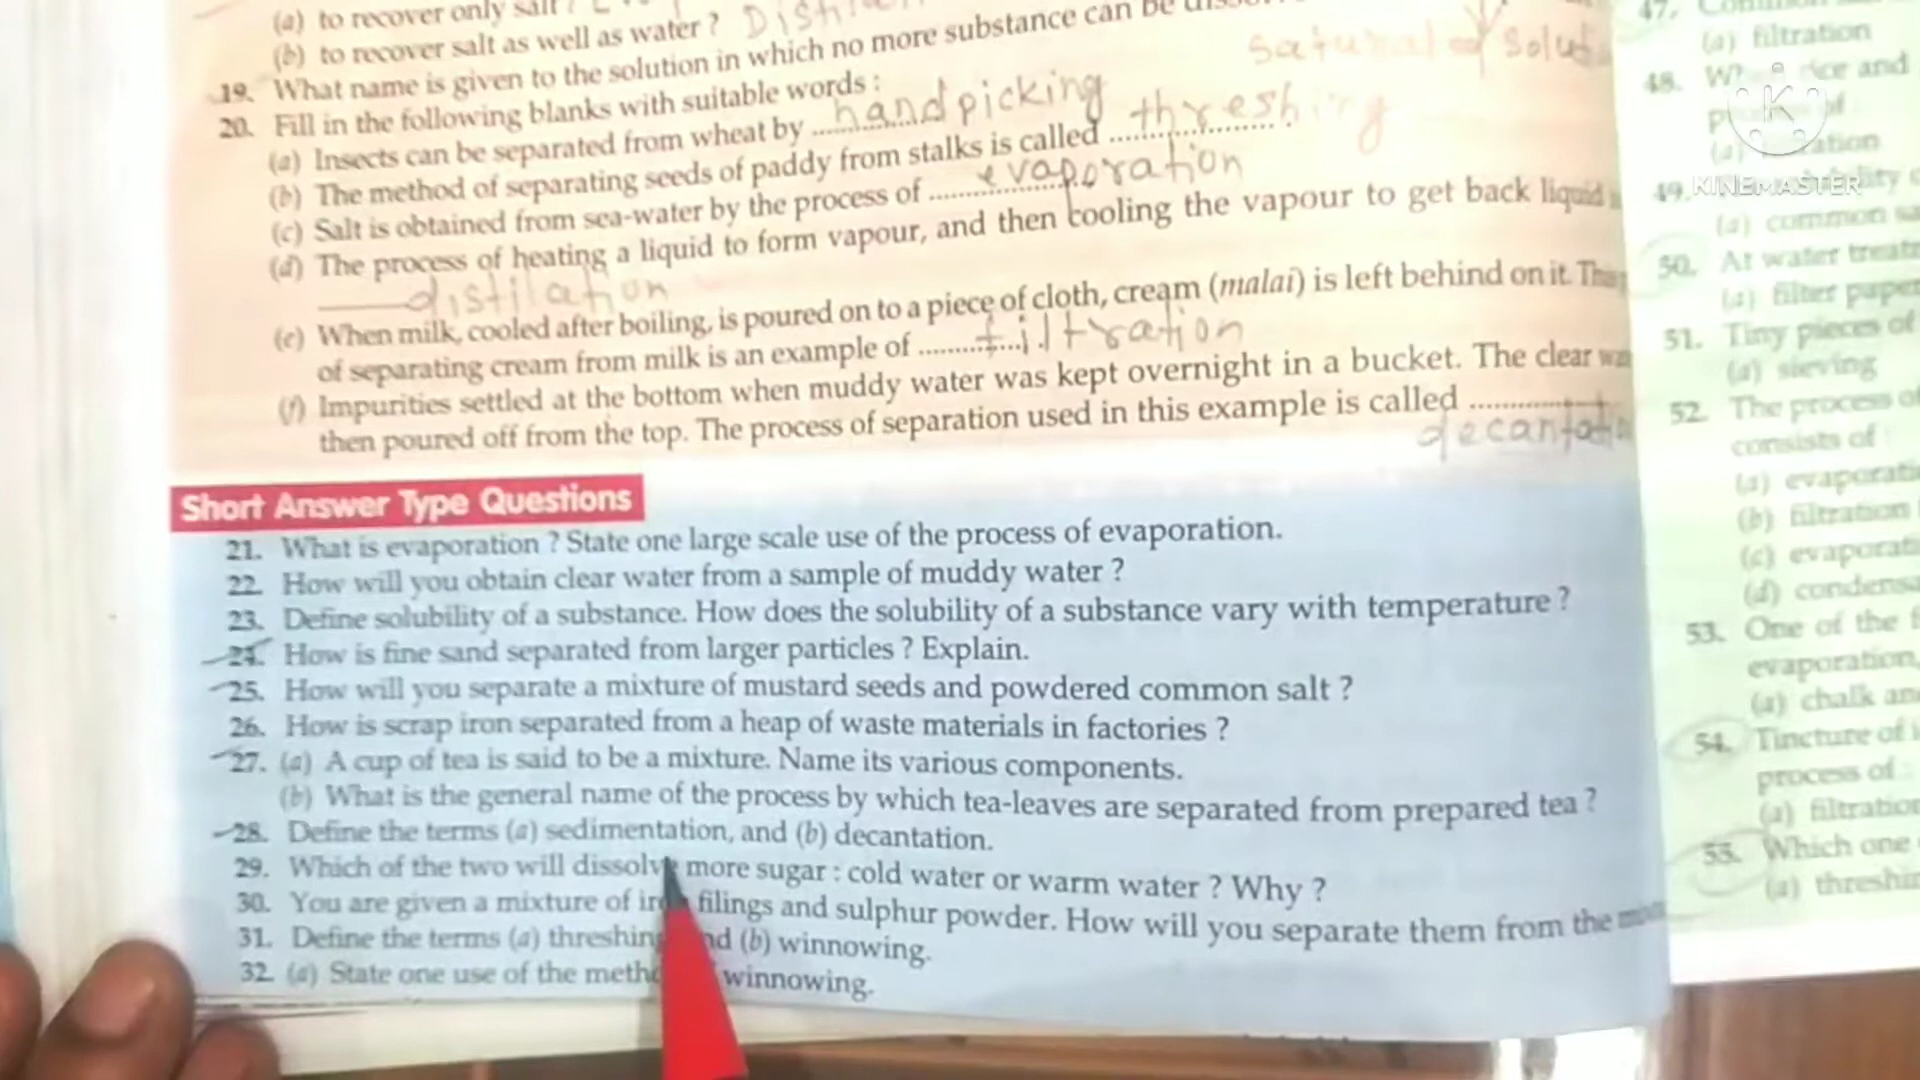 (a) to recover only salt ?
(b) to recover salt as well as water ?
19. What name is given to the solution in which no more substance can be
saturated solut
20. Fill in the following blanks with suitable words :
(a) Insects can be separated from wheat by ......... handpicking
(b) The method of separating seeds of paddy from stalks is called ......... threshing
(c) Salt is obtained from sea-water by the process of ......... evaporation
(d) The process of heating a liquid to form vapour, and then cooling the vapour to get back liquid
distilation
(e) When milk, cooled after boiling, is poured on to a piece of cloth, cream (malai) is left behind on it. This
of separating cream from milk is an example of ......... filtration
(f) Impurities settled at the bottom when muddy water was kept overnight in a bucket. The clear
then poured off from the top. The process of separation used in this example is called .........
Short Answer Type Questions
21. What is evaporation ? State one large scale use of the process of evaporation.
22. How will you obtain clear water from a sample of muddy water ?
23. Define solubility of a substance. How does the solubility of a substance vary with temperature ?
24. How is fine sand separated from larger particles ? Explain.
25. How will you separate a mixture of mustard seeds and powdered common salt ?
26. How is scrap iron separated from a heap of waste materials in factories ?
27. (a) A cup of tea is said to be a mixture. Name its various components.
(b) What is the general name of the process by which tea-leaves are separated from prepared tea ?
28. Define the terms (a) sedimentation, and (b) decantation.
29. Which of the two will dissolve more sugar : cold water or warm water ? Why ?
30. You are given a mixture of iron filings and sulphur powder. How will you separate them from the
31. Define the terms (a) threshing and (b) winnowing.
32. (a) State one use of the method winnowing.
47.
(a) filtration
48. rice and
49.
(a) common
50. At water
(a) filter paper
51. Tiny pieces of
(a) sieving
52. The process of
consists of
(a)
(b) filtration
(c)
(d)
53. One of the
evaporation,
(a) chalk
54. Tincture of
process of :
(a) filtration
55. Which one
(a)
KINEMASTER